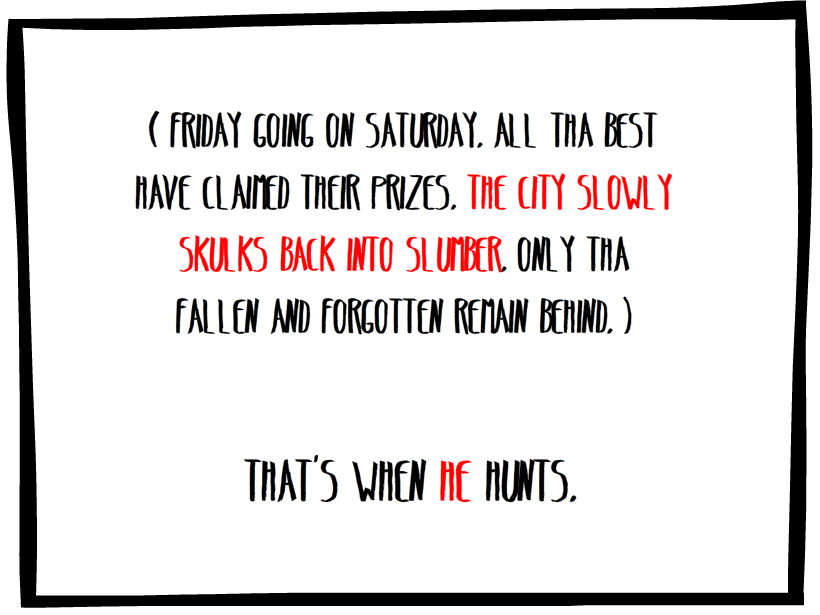 ( FRIDAY GOING ON SATURDAY. ALL THA BEST
HAVE CLAIMED THEIR PRIZES. THE CITY SLOWLY
SKULKS BACK INTO SLUMBER. ONLY THA
FALLEN AND FORGOTTEN REMAIN BEHIND. )
THAT'S WHEN HE HUNTS.